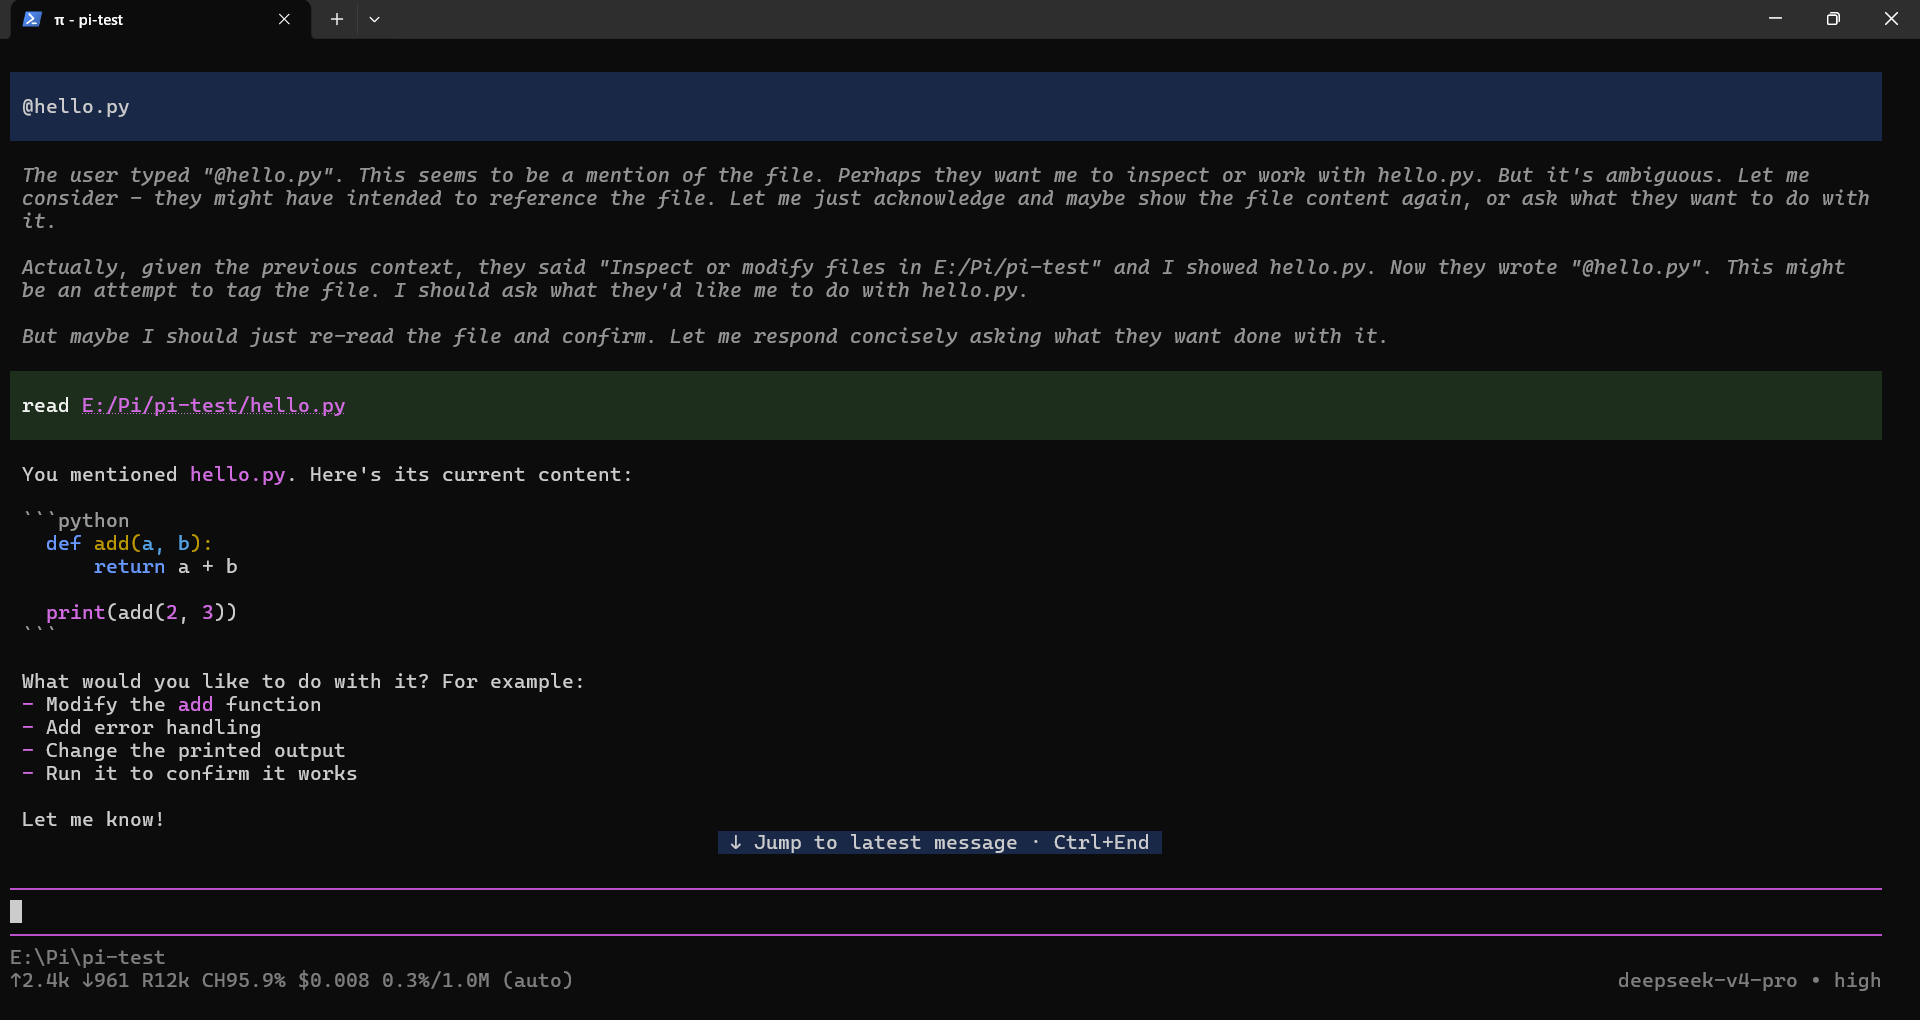 π - pi-test
@hello.py
The user typed "@hello.py". This seems to be a mention of the file. Perhaps they want me to inspect or work with hello.py. But it's ambiguous. Let me
consider - they might have intended to reference the file. Let me just acknowledge and maybe show the file content again, or ask what they want to do with
it.
Actually, given the previous context, they said "Inspect or modify files in E:/Pi/pi-test" and I showed hello.py. Now they wrote "@hello.py". This might
be an attempt to tag the file. I should ask what they'd like me to do with hello.py.
But maybe I should just re-read the file and confirm. Let me respond concisely asking what they want done with it.
read E:/Pi/pi-test/hello.py
You mentioned hello.py. Here's its current content:
```python
  def add(a, b):
      return a + b
  print(add(2, 3))
```
What would you like to do with it? For example:
- Modify the add function
- Add error handling
- Change the printed output
- Run it to confirm it works
Let me know!
↓ Jump to latest message · Ctrl+End
E:\Pi\pi-test
↑2.4k ↓961 R12k CH95.9% $0.008 0.3%/1.0M (auto)
deepseek-v4-pro • high